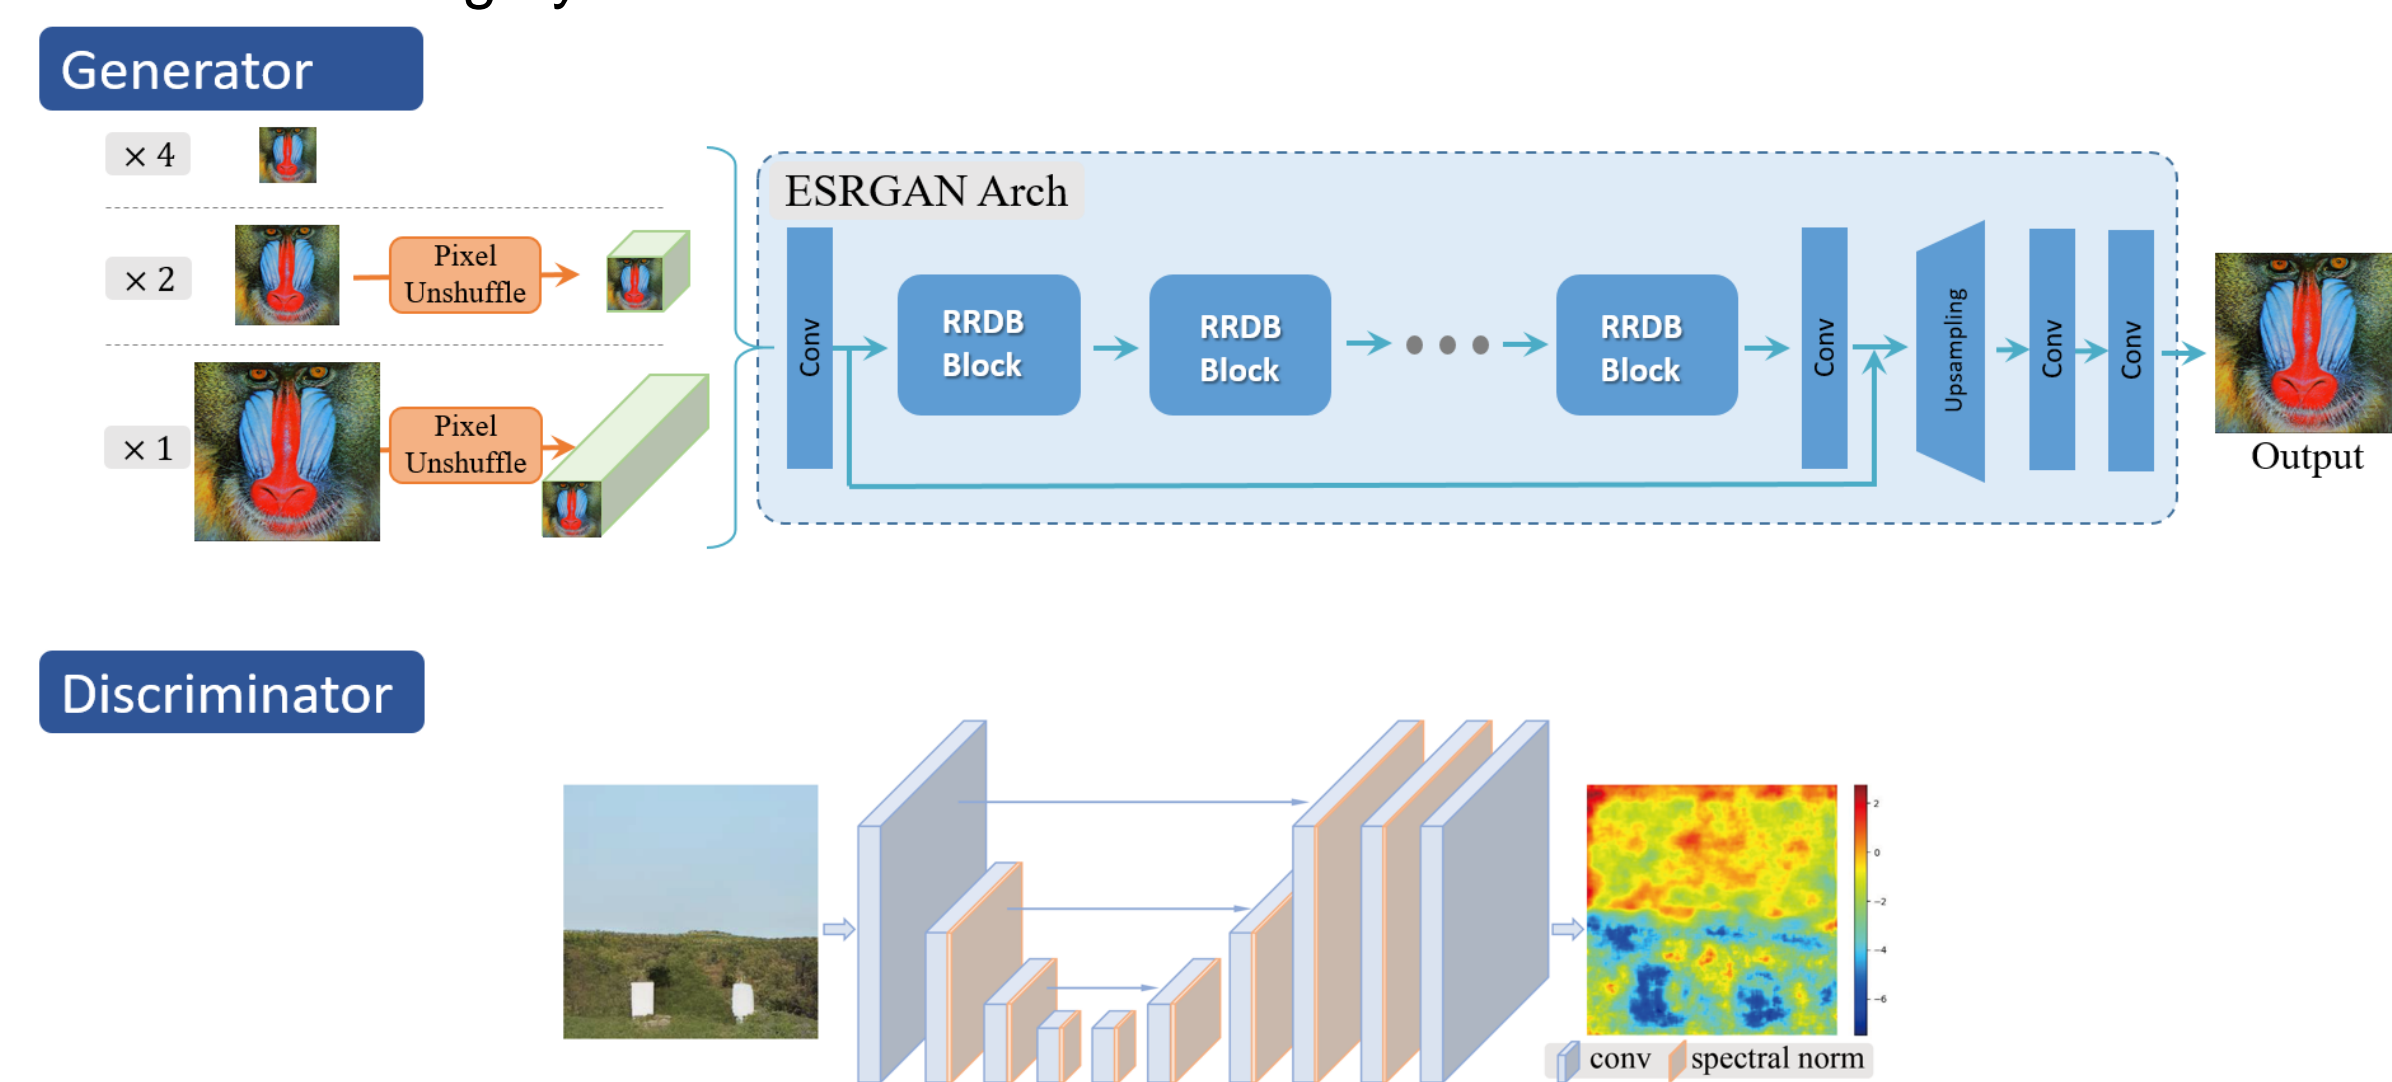 Generator
× 4
ESRGAN Arch
× 2
Pixel
Unshuffle
× 1
Pixel
Unshuffle
Conv
RRDB
Block
RRDB
Block
RRDB
Block
Conv
Upsampling
Conv
Conv
Output
Discriminator
2
0
−2
−4
−6
conv
spectral norm